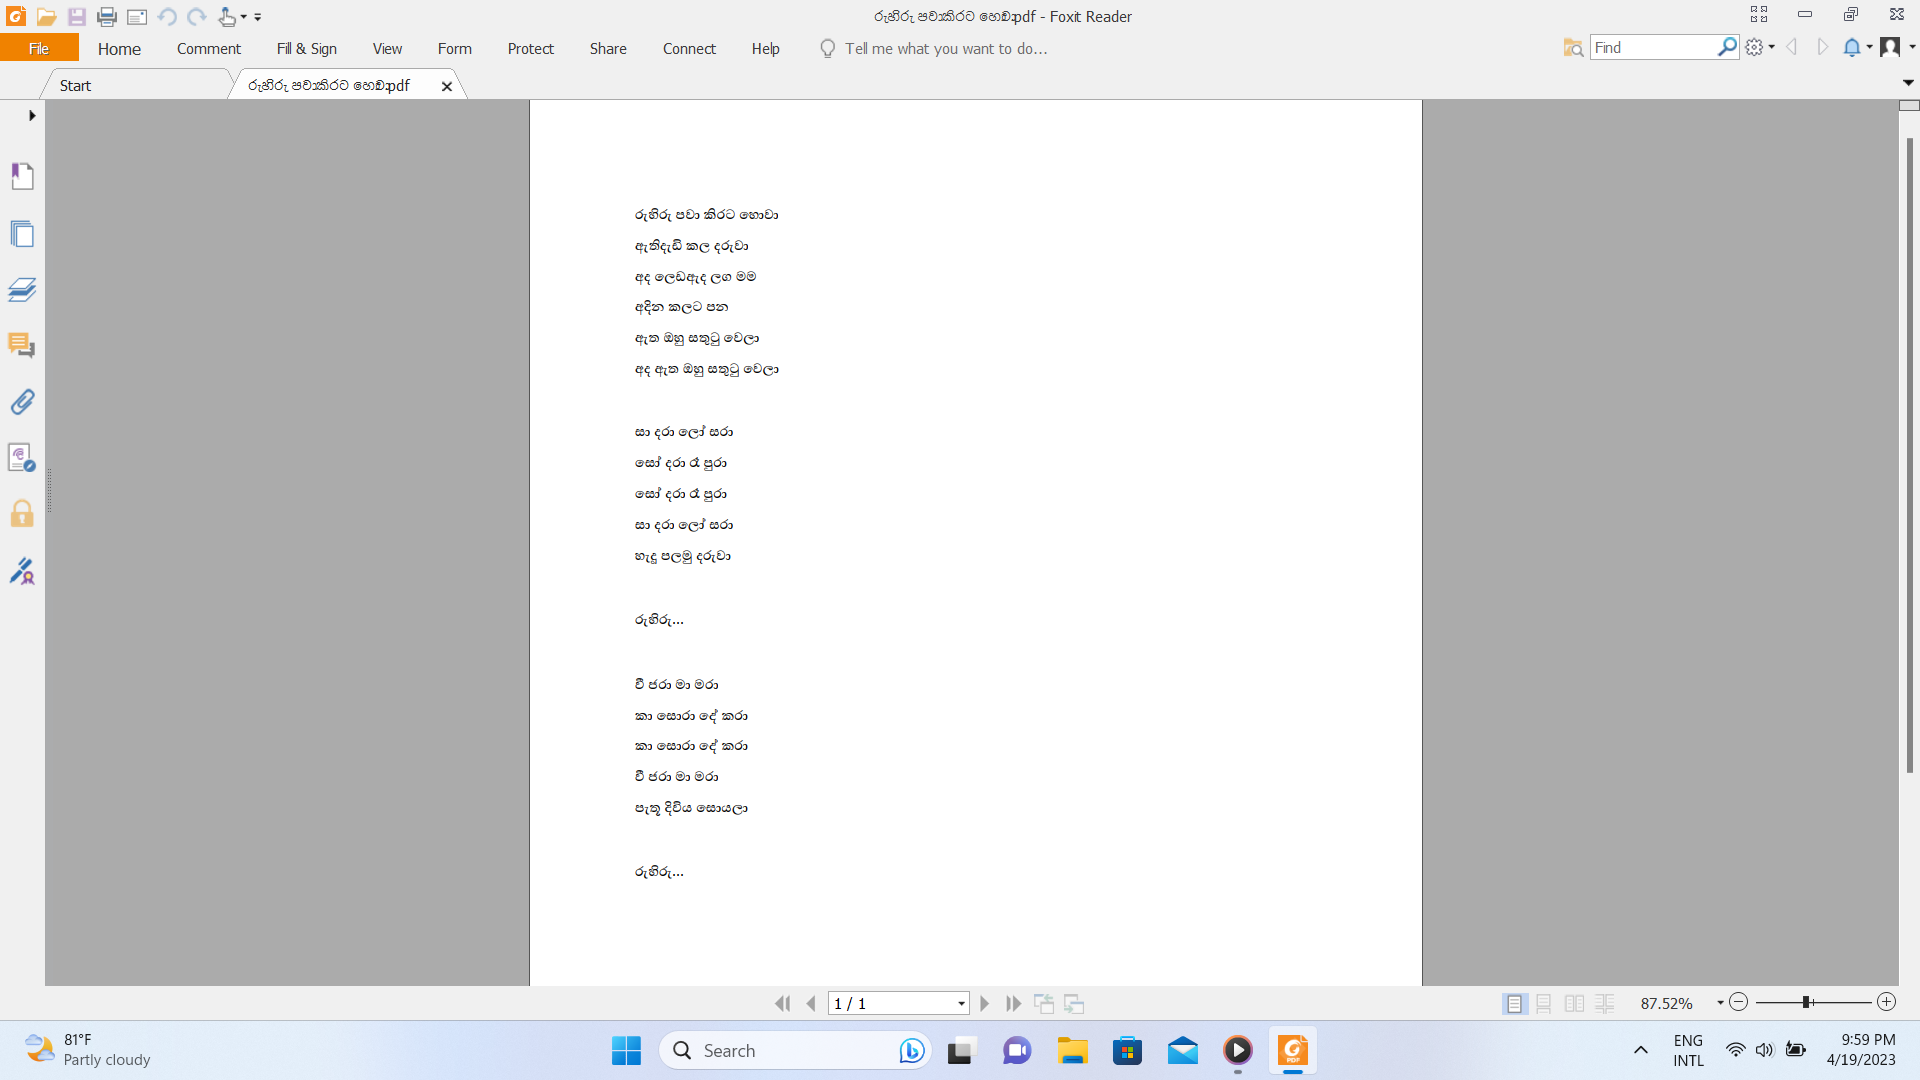 රුහිරු පවාකිරට හොවා.pdf - Foxit Reader
File Home Comment Fill & Sign View Form Protect Share Connect Help Tell me what you want to do... Find
Start රුහිරු පවාකිරට හොවා.pdf
රුහිරු පවා කිරට හොවා
ඇතිදැඩි කල දරුවා
අද ලෙඩඇද ලග මම
අදින කලට පන
ඇත ඔහු සතුටු වෙලා
අද ඇත ඔහු සතුටු වෙලා
සා දරා ලෝ සරා
සෝ දරා රෑ පුරා
සෝ දරා රෑ පුරා
සා දරා ලෝ සරා
හැදූ පලමු දරුවා
රුහිරු...
වී ජරා මා මරා
කා සොරා දේ කරා
කා සොරා දේ කරා
වී ජරා මා මරා
පැතූ දිවිය සොයලා
රුහිරු...
1 / 1 87.52%
81°F
Partly cloudy
Search
ENG
INTL
9:59 PM
4/19/2023